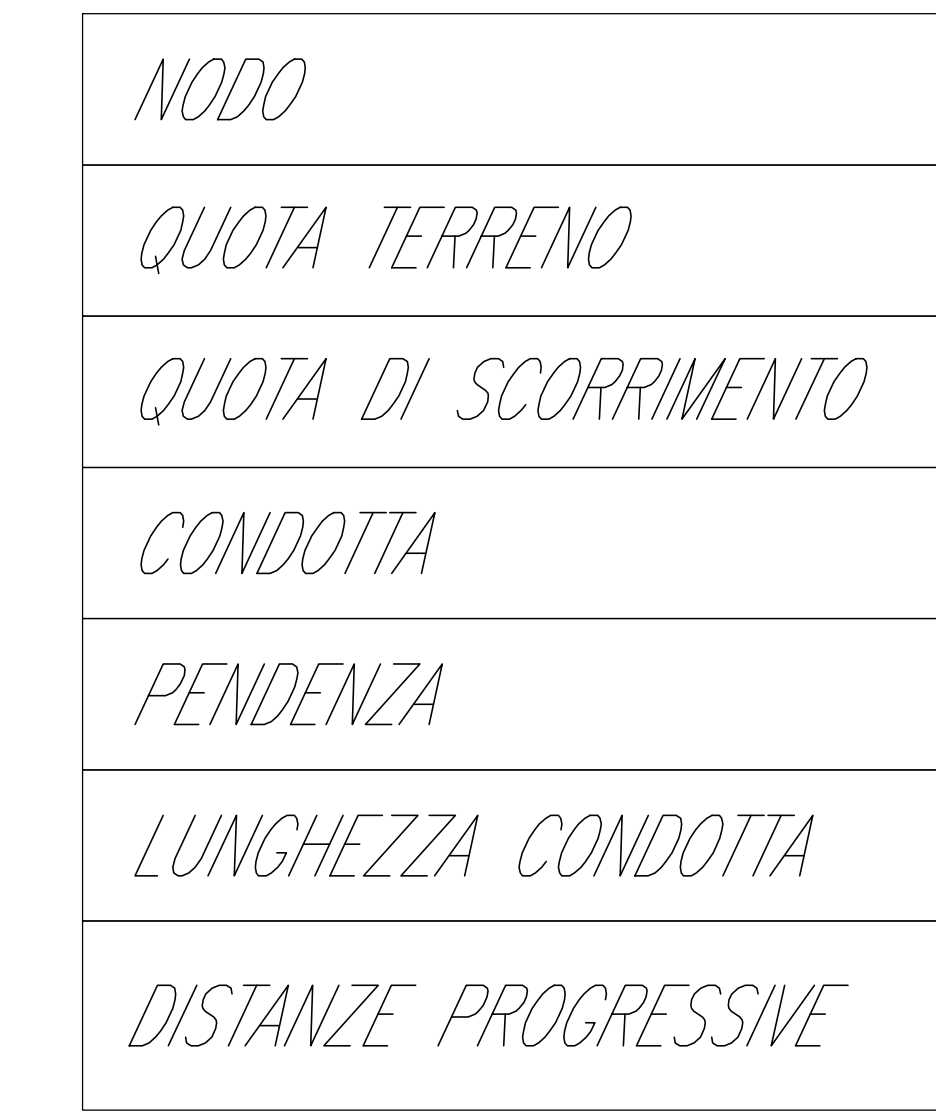 NODO
QUOTA TERRENO
QUOTA DI SCORRIMENTO
CONDOTTA
PENDENZA
LUNGHEZZA CONDOTTA
DISTANZE PROGRESSIVE